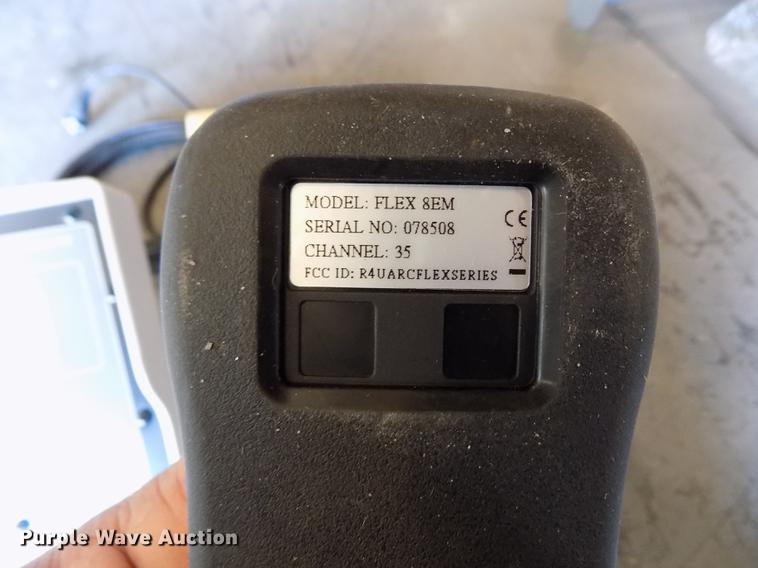 MODEL: FLEX 8EM
SERIAL NO: 078508
CHANNEL: 35
FCC ID: R4UARCFLEXSERIES
CE
Purple Wave Auction